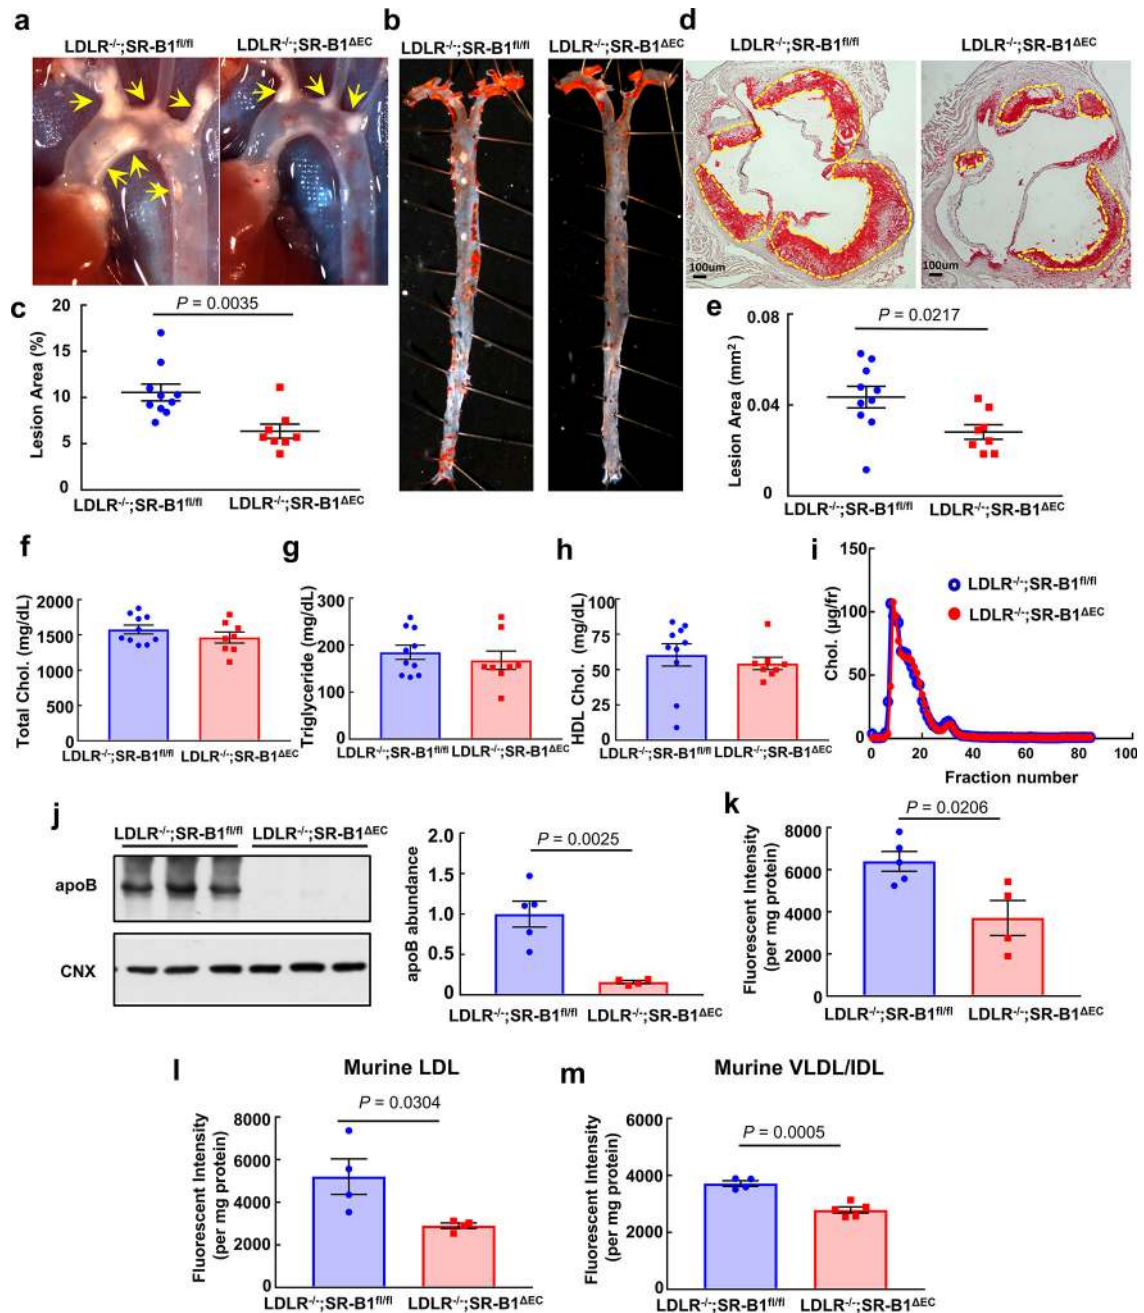 a
LDLR-/-;SR-B1fl/fl
LDLR-/-;SR-B1ΔEC
b
LDLR-/-;SR-B1fl/fl
LDLR-/-;SR-B1ΔEC
d
LDLR-/-;SR-B1fl/fl
LDLR-/-;SR-B1ΔEC
100um
100um
c
P = 0.0035
Lesion Area (%)
20
15
10
5
0
LDLR-/-;SR-B1fl/fl
LDLR-/-;SR-B1ΔEC
e
P = 0.0217
Lesion Area (mm2)
0.08
0.04
0
LDLR-/-;SR-B1fl/fl
LDLR-/-;SR-B1ΔEC
f
Total Chol. (mg/dL)
2000
1500
1000
500
0
LDLR-/-;SR-B1fl/fl
LDLR-/-;SR-B1ΔEC
g
Triglyceride (mg/dL)
300
200
100
0
LDLR-/-;SR-B1fl/fl
LDLR-/-;SR-B1ΔEC
h
HDL Chol. (mg/dL)
100
75
50
25
0
LDLR-/-;SR-B1fl/fl
LDLR-/-;SR-B1ΔEC
i
Chol. (µg/fr)
150
100
50
0
LDLR-/-;SR-B1fl/fl
LDLR-/-;SR-B1ΔEC
0 20 40 60 80 100
Fraction number
j
LDLR-/-;SR-B1fl/fl
LDLR-/-;SR-B1ΔEC
apoB
CNX
P = 0.0025
apoB abundance
2.0
1.5
1.0
0.5
0.0
LDLR-/-;SR-B1fl/fl
LDLR-/-;SR-B1ΔEC
k
P = 0.0206
Fluorescent Intensity
(per mg protein)
8000
6000
4000
2000
0
LDLR-/-;SR-B1fl/fl
LDLR-/-;SR-B1ΔEC
l
Murine LDL
P = 0.0304
Fluorescent Intensity
(per mg protein)
8000
6000
4000
2000
0
LDLR-/-;SR-B1fl/fl
LDLR-/-;SR-B1ΔEC
m
Murine VLDL/IDL
P = 0.0005
Fluorescent Intensity
(per mg protein)
6000
4000
2000
0
LDLR-/-;SR-B1fl/fl
LDLR-/-;SR-B1ΔEC